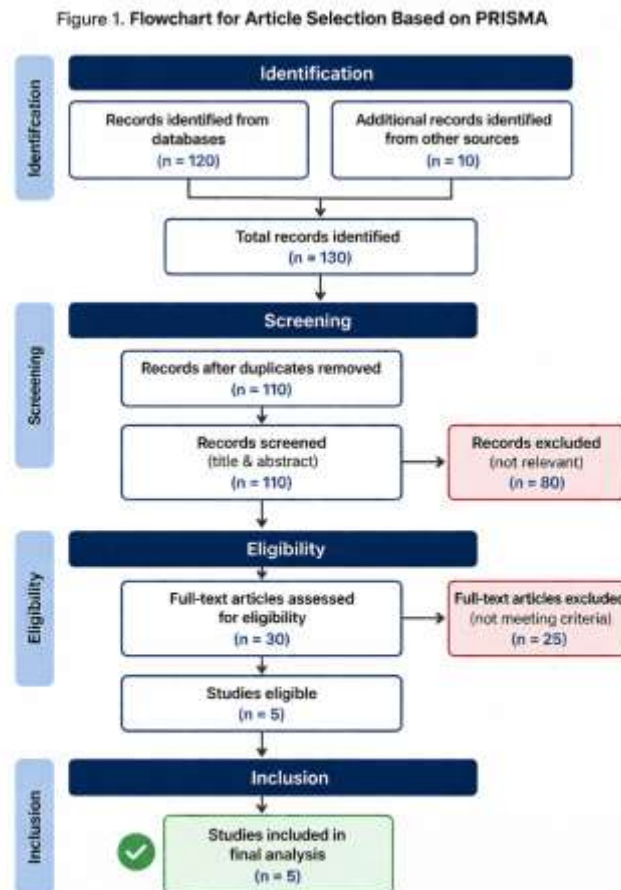 Figure 1. Flowchart for Article Selection Based on PRISMA
Identification
Identifcation
Records identified from
databases
(n = 120)
Additional records identified
from other sources
(n = 10)
Total records identified
(n = 130)
Screening
Screeening
Records after duplicates removed
(n = 110)
Records screened
(title & abstract)
(n = 110)
Records excluded
(not relevant)
(n = 80)
Eligibility
Eligibility
Full-text articles assessed
for eligibility
(n = 30)
Full-text articles excluded
(not meeting criteria)
(n = 25)
Studies eligible
(n = 5)
Inclusion
Inclusion
Studies included in
final analysis
(n = 5)